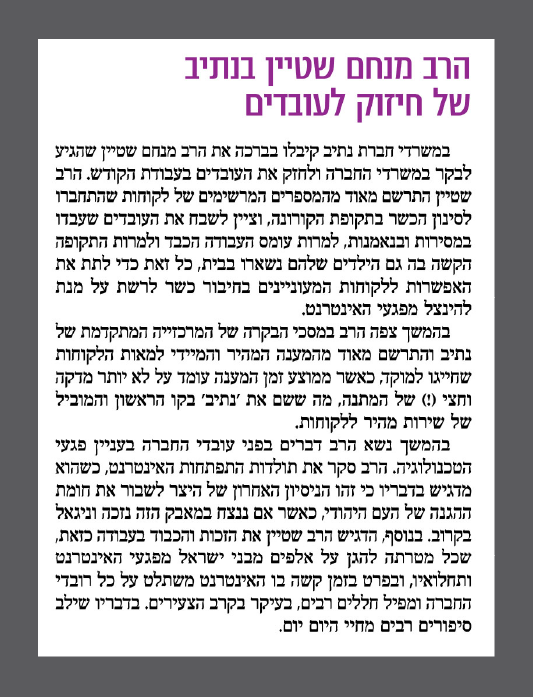 הרב מנחם שטיין בנתיב
של חיזוק לעובדים
במשרדי חברת נתיב קיבלו בברכה את הרב מנחם שטיין שהגיע
לבקר במשרדי החברה ולחזק את העובדים בעבודת הקודש. הרב
שטיין התרשם מאוד מהמספרים המרשימים של לקוחות שהתחברו
לסינון הכשר בתקופת הקורונה, וציין לשבח את העובדים שעבדו
במסירות ובנאמנות, למרות עומס העבודה הכבד ולמרות התקופה
הקשה בה גם הילדים שלהם נשארו בבית, כל זאת כדי לתת את
האפשרות ללקוחות המעוניינים בחיבור כשר לרשת על מנת
להינצל מפגעי האינטרנט.
בהמשך צפה הרב במסכי הבקרה של המרכזייה המתקדמת של
נתיב והתרשם מאוד מהמענה המהיר והמיידי למאות הלקוחות
שחייגו למוקד, כאשר ממוצע זמן המענה עומד על לא יותר מדקה
וחצי (!) של המתנה, מה ששם את 'נתיב' בקו הראשון והמוביל
של שירות מהיר ללקוחות.
בהמשך נשא הרב דברים בפני עובדי החברה בעניין פגעי
הטכנולוגיה. הרב סקר את תולדות התפתחות האינטרנט, כשהוא
מדגיש בדבריו כי זהו הניסיון האחרון של היצר לשבור את חומת
ההגנה של העם היהודי, כאשר אם ננצח במאבק הזה נזכה וניגאל
בקרוב. בנוסף, הדגיש הרב שטיין את הזכות והכבוד בעבודה כזאת,
שכל מטרתה להגן על אלפים מבני ישראל מפגעי האינטרנט
ותחלואיו, ובפרט בזמן קשה בו האינטרנט משתלט על כל רובדי
החברה ומפיל חללים רבים, בעיקר בקרב הצעירים. בדבריו שילב
סיפורים רבים מחיי היום יום.